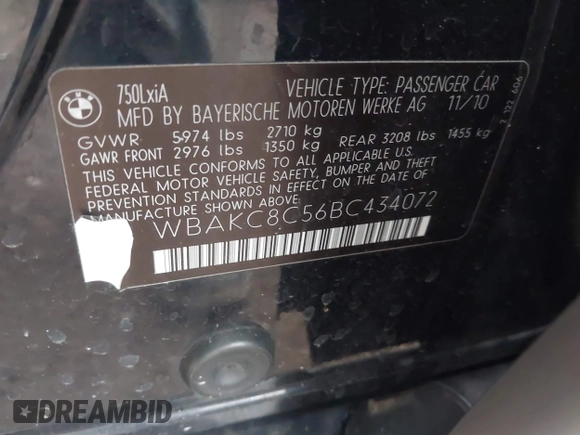 BMW
750LxiA
VEHICLE TYPE: PASSENGER CAR
MFD BY BAYERISCHE MOTOREN WERKE AG 11/10
GVWR 5974 lbs 2710 kg
GAWR FRONT 2976 lbs 1350 kg REAR 3208 lbs 1455 kg
THIS VEHICLE CONFORMS TO ALL APPLICABLE U.S.
FEDERAL MOTOR VEHICLE SAFETY, BUMPER AND THEFT
PREVENTION STANDARDS IN EFFECT ON THE DATE OF
MANUFACTURE SHOWN ABOVE.
WBAKC8C56BC434072
DREAMBID